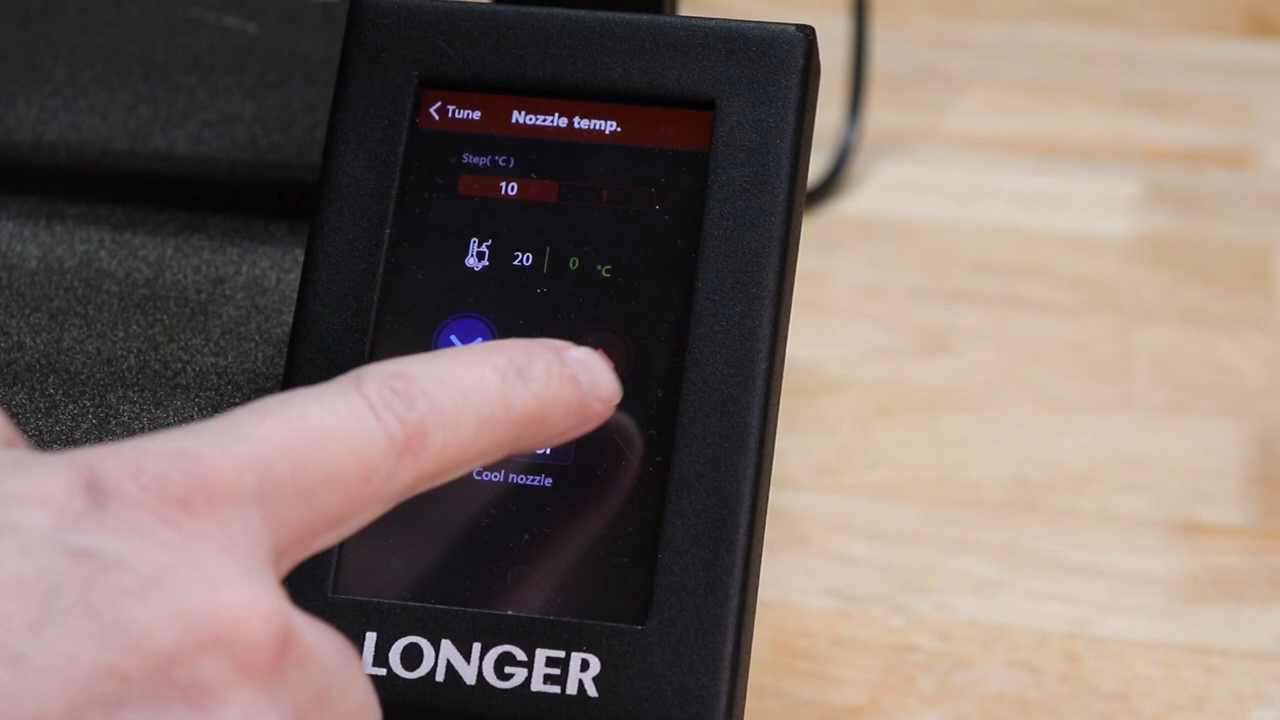 Tune Nozzle temp.
Step( °C )
10 1
20 | 0 °C
Cool nozzle
LONGER